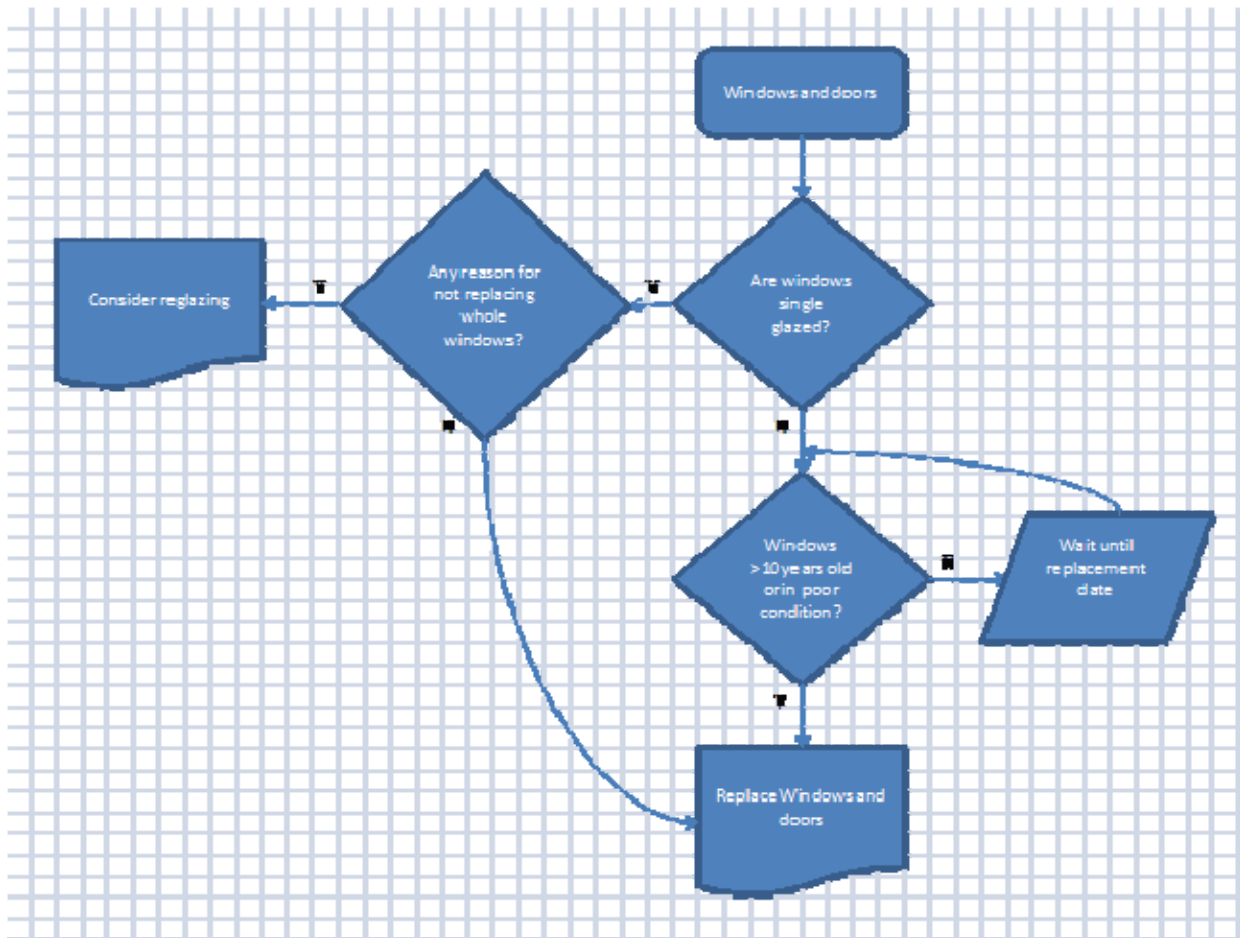 Windows and doors
Any reason for
not replacing
whole
windows?
Are windows
single
glazed?
Consider reglazing
Windows
>10 years old
or in poor
condition?
Wait until
replacement
date
Replace Windows and
doors